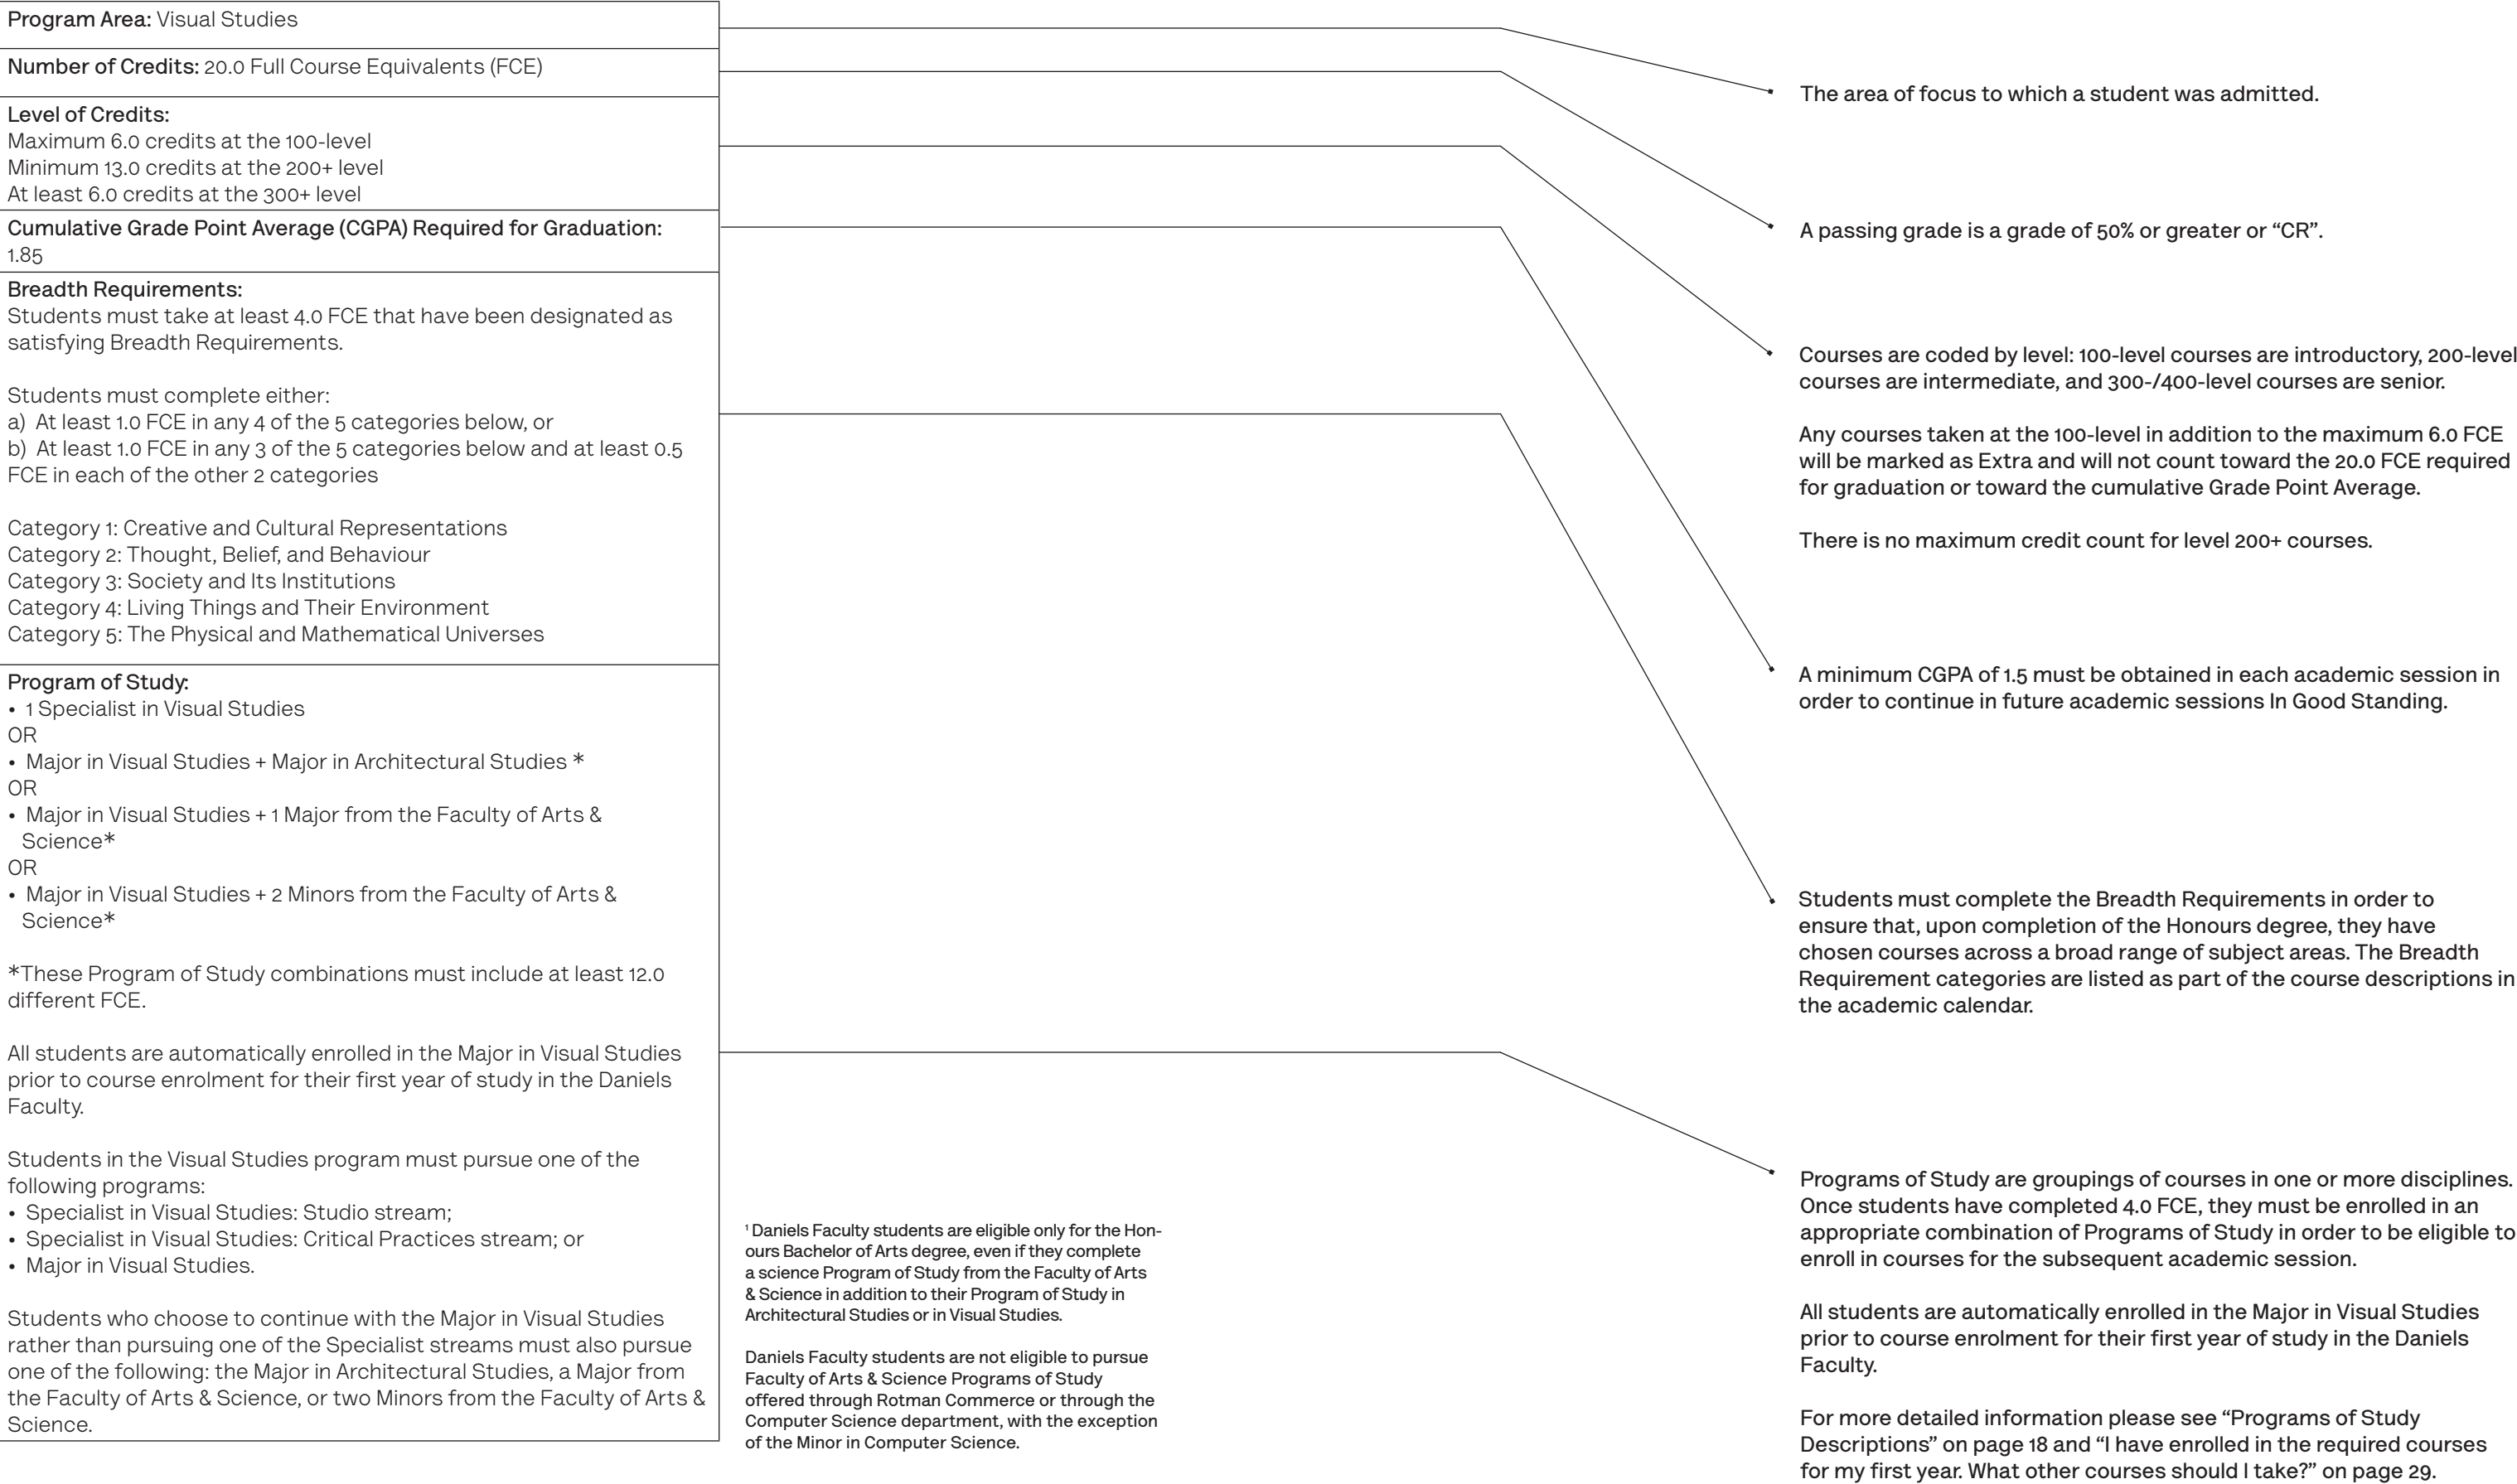 Program Area: Visual Studies
Number of Credits: 20.0 Full Course Equivalents (FCE)
Level of Credits:
Maximum 6.0 credits at the 100-level
Minimum 13.0 credits at the 200+ level
At least 6.0 credits at the 300+ level
Cumulative Grade Point Average (CGPA) Required for Graduation:
1.85
Breadth Requirements:
Students must take at least 4.0 FCE that have been designated as
satisfying Breadth Requirements.
Students must complete either:
a) At least 1.0 FCE in any 4 of the 5 categories below, or
b) At least 1.0 FCE in any 3 of the 5 categories below and at least 0.5
FCE in each of the other 2 categories
Category 1: Creative and Cultural Representations
Category 2: Thought, Belief, and Behaviour
Category 3: Society and Its Institutions
Category 4: Living Things and Their Environment
Category 5: The Physical and Mathematical Universes
Program of Study:
• 1 Specialist in Visual Studies
OR
• Major in Visual Studies + Major in Architectural Studies *
OR
• Major in Visual Studies + 1 Major from the Faculty of Arts &
Science*
OR
• Major in Visual Studies + 2 Minors from the Faculty of Arts &
Science*
*These Program of Study combinations must include at least 12.0
different FCE.
All students are automatically enrolled in the Major in Visual Studies
prior to course enrolment for their first year of study in the Daniels
Faculty.
Students in the Visual Studies program must pursue one of the
following programs:
• Specialist in Visual Studies: Studio stream;
• Specialist in Visual Studies: Critical Practices stream; or
• Major in Visual Studies.
Students who choose to continue with the Major in Visual Studies
rather than pursuing one of the Specialist streams must also pursue
one of the following: the Major in Architectural Studies, a Major from
the Faculty of Arts & Science, or two Minors from the Faculty of Arts &
Science.
¹ Daniels Faculty students are eligible only for the Hon-
ours Bachelor of Arts degree, even if they complete
a science Program of Study from the Faculty of Arts
& Science in addition to their Program of Study in
Architectural Studies or in Visual Studies.
Daniels Faculty students are not eligible to pursue
Faculty of Arts & Science Programs of Study
offered through Rotman Commerce or through the
Computer Science department, with the exception
of the Minor in Computer Science.
The area of focus to which a student was admitted.
A passing grade is a grade of 50% or greater or “CR”.
Courses are coded by level: 100-level courses are introductory, 200-level
courses are intermediate, and 300-/400-level courses are senior.
Any courses taken at the 100-level in addition to the maximum 6.0 FCE
will be marked as Extra and will not count toward the 20.0 FCE required
for graduation or toward the cumulative Grade Point Average.
There is no maximum credit count for level 200+ courses.
A minimum CGPA of 1.5 must be obtained in each academic session in
order to continue in future academic sessions In Good Standing.
Students must complete the Breadth Requirements in order to
ensure that, upon completion of the Honours degree, they have
chosen courses across a broad range of subject areas. The Breadth
Requirement categories are listed as part of the course descriptions in
the academic calendar.
Programs of Study are groupings of courses in one or more disciplines.
Once students have completed 4.0 FCE, they must be enrolled in an
appropriate combination of Programs of Study in order to be eligible to
enroll in courses for the subsequent academic session.
All students are automatically enrolled in the Major in Visual Studies
prior to course enrolment for their first year of study in the Daniels
Faculty.
For more detailed information please see “Programs of Study
Descriptions” on page 18 and “I have enrolled in the required courses
for my first year. What other courses should I take?” on page 29.